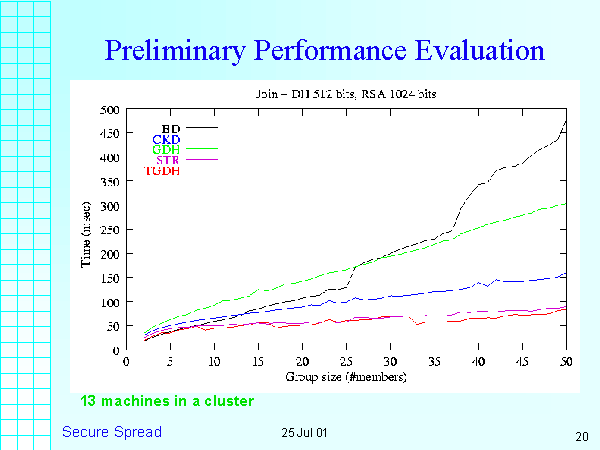 Preliminary Performance Evaluation
Join – DH 512 bits, RSA 1024 bits
500
450
400
350
300
250
200
150
100
50
0
Time (msec)
BD
CKD
GDH
STR
TGDH
0 5 10 15 20 25 30 35 40 45 50
Group size (#members)
13 machines in a cluster
Secure Spread 25 Jul 01 20